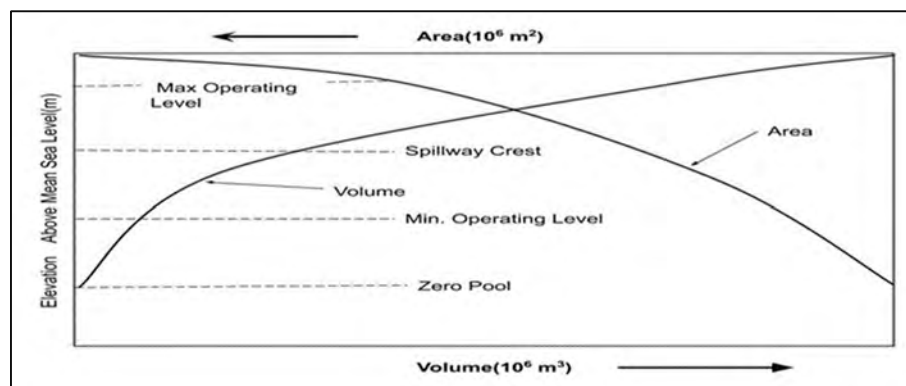 Area(10⁶ m²)
Max Operating
Level
Area
Spillway Crest
Volume
Min. Operating Level
Zero Pool
Elevation Above Mean Sea Level(m)
Volume(10⁶ m³)